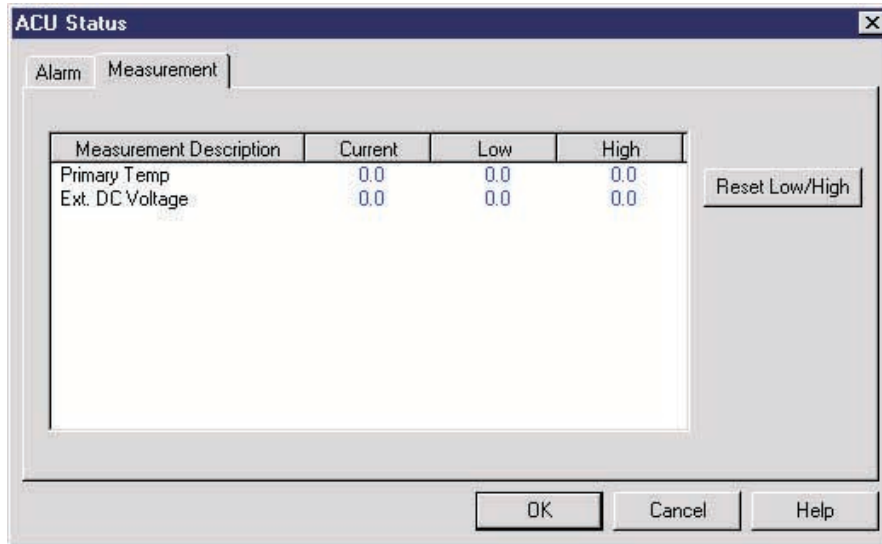 ACU Status
Alarm Measurement
Measurement Description Current Low High
Primary Temp 0.0 0.0 0.0
Ext. DC Voltage 0.0 0.0 0.0
Reset Low/High
OK Cancel Help